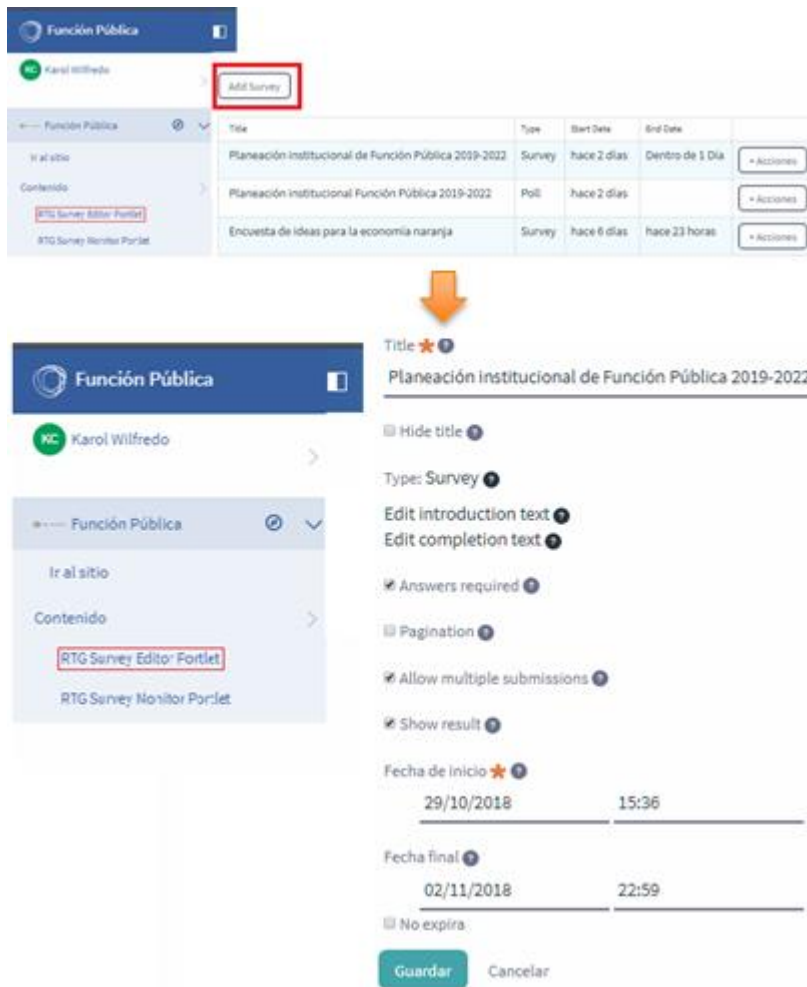 Función Pública
KC Karol Wilfredo
Add Survey
Función Pública
Ir al sitio
Contenido
RTG Survey Editor Portlet
RTG Survey Monitor Portlet
Title Type Start Date End Date
Planeación institucional de Función Pública 2019-2022 Survey hace 2 días Dentro de 1 Día + Acciones
Planeación institucional Función Pública 2019-2022 Poll hace 2 días + Acciones
Encuesta de ideas para la economía naranja Survey hace 6 días hace 23 horas + Acciones
Función Pública
KC Karol Wilfredo
Función Pública
Ir al sitio
Contenido
RTG Survey Editor Portlet
RTG Survey Monitor Portlet
Title * ?
Planeación institucional de Función Pública 2019-2022
Hide title ?
Type: Survey ?
Edit introduction text ?
Edit completion text ?
Answers required ?
Pagination ?
Allow multiple submissions ?
Show result ?
Fecha de inicio * ?
29/10/2018 15:36
Fecha final ?
02/11/2018 22:59
No expira
Guardar Cancelar